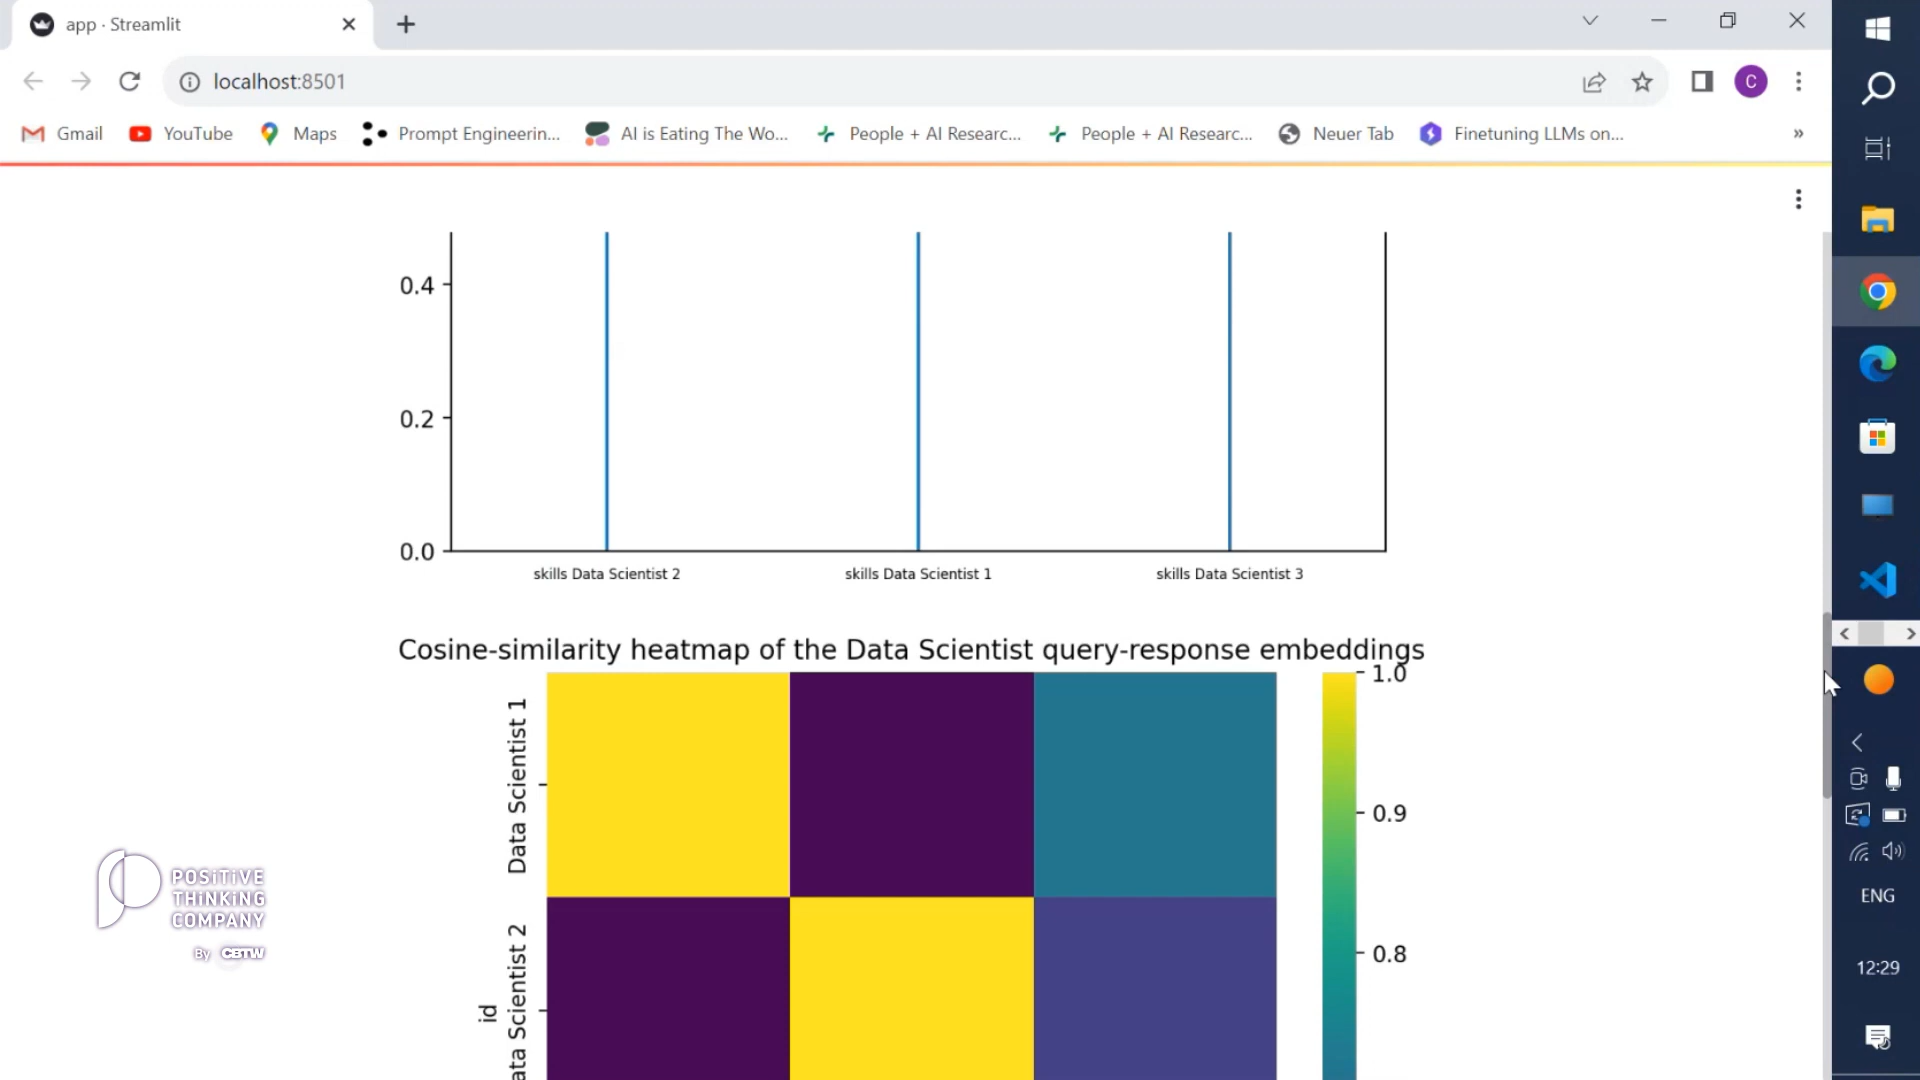 app · Streamlit
localhost:8501
C
Gmail
YouTube
Maps
Prompt Engineerin...
AI is Eating The Wo...
People + AI Researc...
People + AI Researc...
Neuer Tab
Finetuning LLMs on...
»
0.4
0.2
0.0
skills Data Scientist 2
skills Data Scientist 1
skills Data Scientist 3
Cosine-similarity heatmap of the Data Scientist query-response embeddings
1.0
0.9
0.8
Data Scientist 1
ata Scientist 2
id
POSiTiVE
THiNKiNG
COMPANY
By CBTW
ENG
12:29